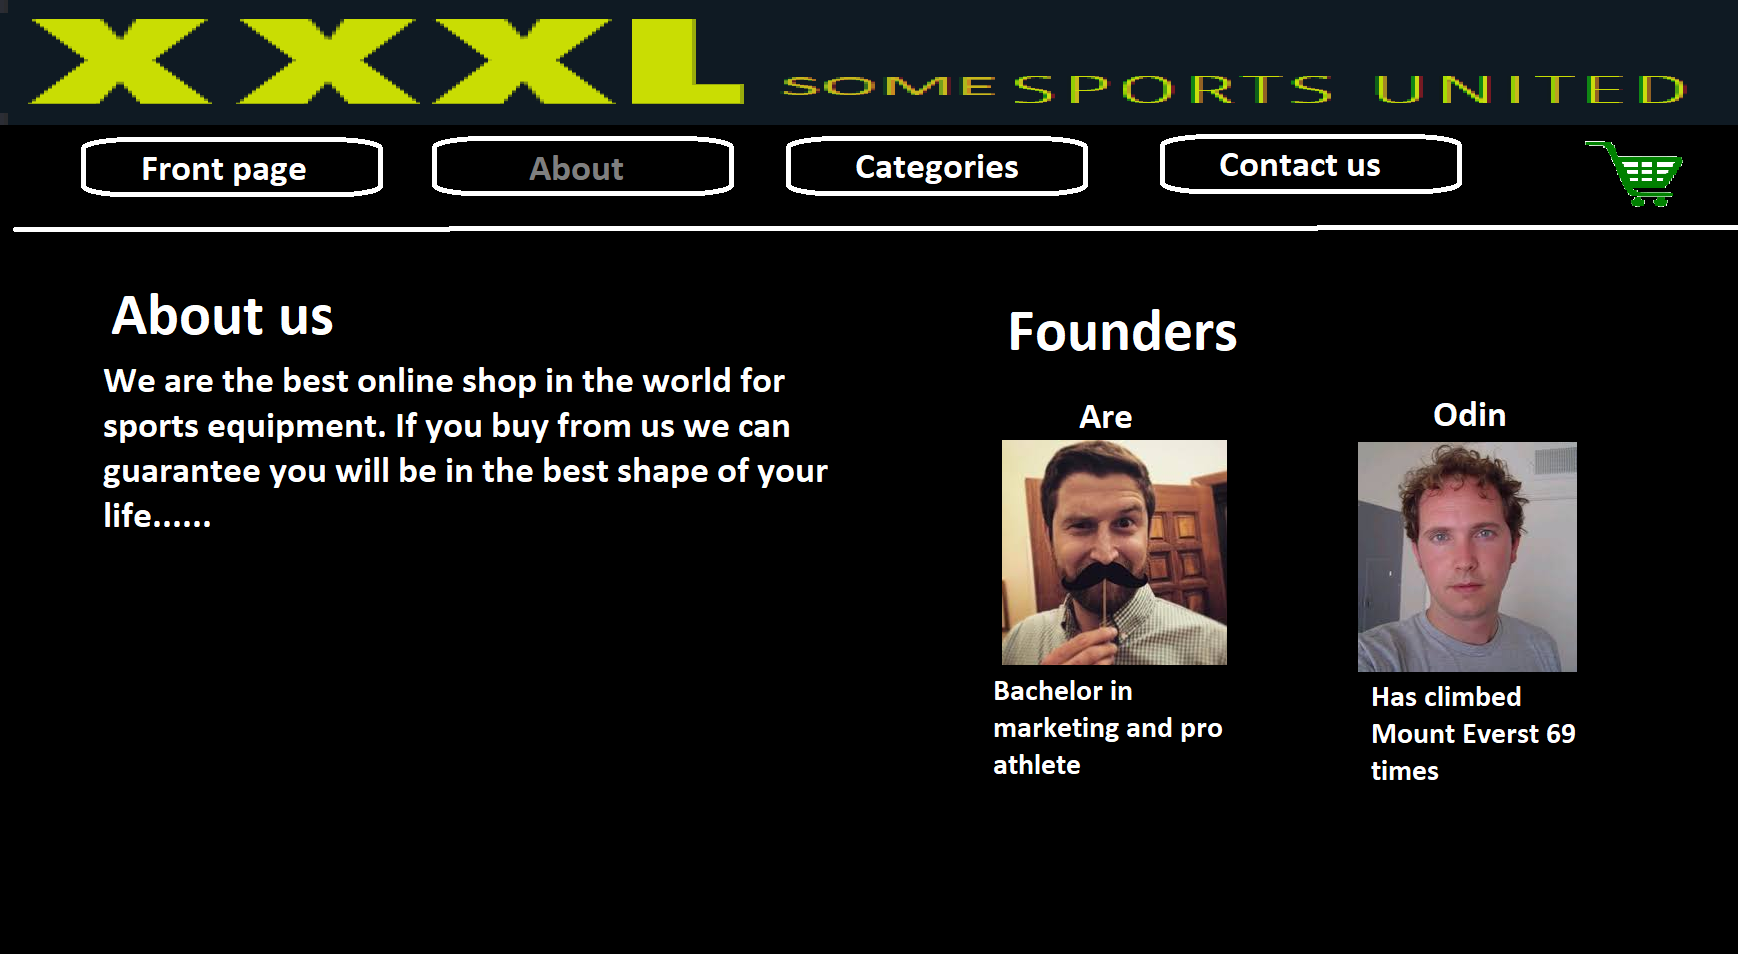 XXXL SOMESPORTS UNITED
Front page
About
Categories
Contact us
About us
We are the best online shop in the world for
sports equipment. If you buy from us we can
guarantee you will be in the best shape of your
life......
Founders
Are
Odin
Bachelor in
marketing and pro
athlete
Has climbed
Mount Everst 69
times